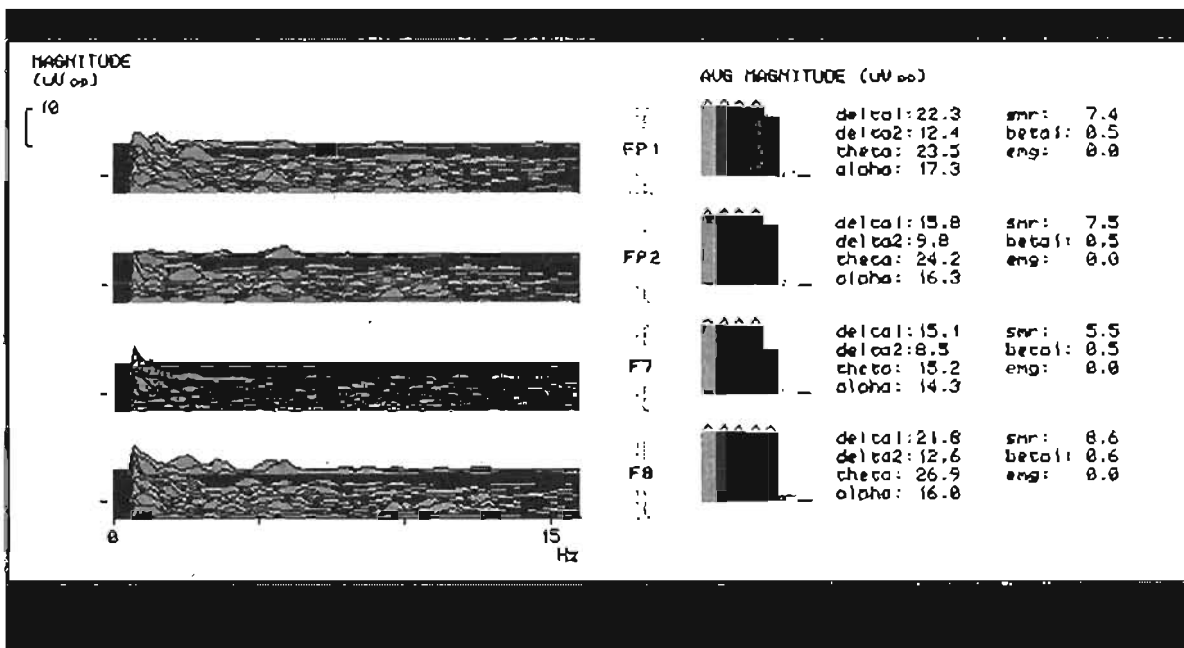 MAGNITUDE
(uV pp)
10
FP1
FP2
F7
F8
0
15
Hz
AVG MAGNITUDE (uV pp)
delta1: 22.3 smr: 7.4
delta2: 12.4 beta1: 0.5
theta: 23.5 emg: 0.0
alpha: 17.3
delta1: 15.8 smr: 7.5
delta2: 9.8 beta1: 0.5
theta: 24.2 emg: 0.0
alpha: 16.3
delta1: 15.1 smr: 5.5
delta2: 8.5 beta1: 0.5
theta: 15.2 emg: 0.0
alpha: 14.3
delta1: 21.8 smr: 8.6
delta2: 12.6 beta1: 0.6
theta: 26.9 emg: 0.0
alpha: 16.0